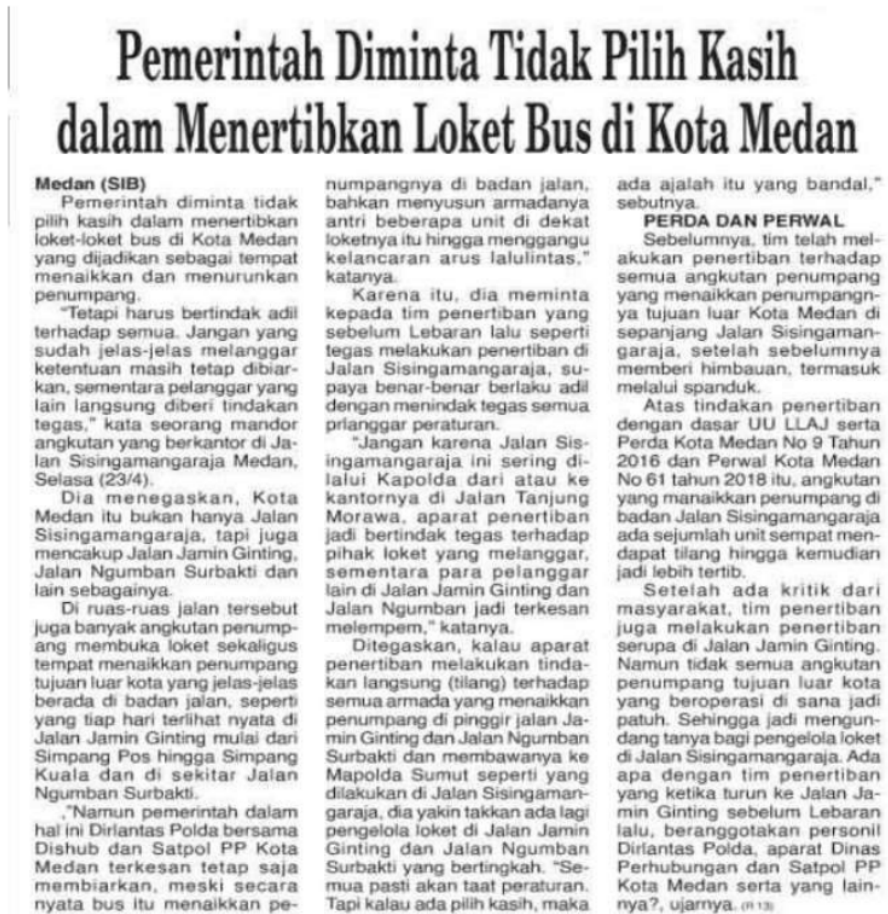 Pemerintah Diminta Tidak Pilih Kasih
dalam Menertibkan Loket Bus di Kota Medan
Medan (SIB)
Pemerintah diminta tidak
pilih kasih dalam menertibkan
loket-loket bus di Kota Medan
yang dijadikan sebagai tempat
menaikkan dan menurunkan
penumpang.
"Tetapi harus bertindak adil
terhadap semua. Jangan yang
sudah jelas-jelas melanggar
ketentuan masih tetap dibiar-
kan, sementara pelanggar yang
lain langsung diberi tindakan
tegas," kata seorang mandor
angkutan yang berkantor di Ja-
lan Sisingamangaraja Medan,
Selasa (23/4).
Dia menegaskan, Kota
Medan itu bukan hanya Jalan
Sisingamangaraja, tapi juga
mencakup Jalan Jamin Ginting,
Jalan Ngumban Surbakti dan
lain sebagainya.
Di ruas-ruas jalan tersebut
juga banyak angkutan penump-
ang membuka loket sekaligus
tempat menaikkan penumpang
tujuan luar kota yang jelas-jelas
berada di badan jalan, seperti
yang tiap hari terlihat nyata di
Jalan Jamin Ginting mulai dari
Simpang Pos hingga Simpang
Kuala dan di sekitar Jalan
Ngumban Surbakti.
,"Namun pemerintah dalam
hal ini Dirlantas Polda bersama
Dishub dan Satpol PP Kota
Medan terkesan tetap saja
membiarkan, meski secara
nyata bus itu menaikkan pe-
numpangnya di badan jalan,
bahkan menyusun armadanya
antri beberapa unit di dekat
loketnya itu hingga menggangu
kelancaran arus lalulintas,"
katanya.
Karena itu, dia meminta
kepada tim penertiban yang
sebelum Lebaran lalu seperti
tegas melakukan penertiban di
Jalan Sisingamangaraja, su-
paya benar-benar berlaku adil
dengan menindak tegas semua
prlanggar peraturan.
"Jangan karena Jalan Sis-
ingamangaraja ini sering di-
lalui Kapolda dari atau ke
kantornya di Jalan Tanjung
Morawa, aparat penertiban
jadi bertindak tegas terhadap
pihak loket yang melanggar,
sementara para pelanggar
lain di Jalan Jamin Ginting dan
Jalan Ngumban jadi terkesan
melempem," katanya.
Ditegaskan, kalau aparat
penertiban melakukan tinda-
kan langsung (tilang) terhadap
semua armada yang menaikkan
penumpang di pinggir jalan Ja-
min Ginting dan Jalan Ngumban
Surbakti dan membawanya ke
Mapolda Sumut seperti yang
dilakukan di Jalan Sisingaman-
garaja, dia yakin takkan ada lagi
pengelola loket di Jalan Jamin
Ginting dan Jalan Ngumban
Surbakti yang bertingkah. "Se-
mua pasti akan taat peraturan.
Tapi kalau ada pilih kasih, maka
ada ajalah itu yang bandal,"
sebutnya.
PERDA DAN PERWAL
Sebelumnya, tim telah mel-
akukan penertiban terhadap
semua angkutan penumpang
yang menaikkan penumpangn-
ya tujuan luar Kota Medan di
sepanjang Jalan Sisingaman-
garaja, setelah sebelumnya
memberi himbauan, termasuk
melalui spanduk.
Atas tindakan penertiban
dengan dasar UU LLAJ serta
Perda Kota Medan No 9 Tahun
2016 dan Perwal Kota Medan
No 61 tahun 2018 itu, angkutan
yang manaikkan penumpang di
badan Jalan Sisingamangaraja
ada sejumlah unit sempat men-
dapat tilang hingga kemudian
jadi lebih tertib.
Setelah ada kritik dari
masyarakat, tim penertiban
juga melakukan penertiban
serupa di Jalan Jamin Ginting.
Namun tidak semua angkutan
penumpang tujuan luar kota
yang beroperasi di sana jadi
patuh. Sehingga jadi mengun-
dang tanya bagi pengelola loket
di Jalan Sisingamangaraja. Ada
apa dengan tim penertiban
yang ketika turun ke Jalan Ja-
min Ginting sebelum Lebaran
lalu, beranggotakan personil
Dirlantas Polda, aparat Dinas
Perhubungan dan Satpol PP
Kota Medan serta yang lain-
nya?, ujarnya. (R 13)